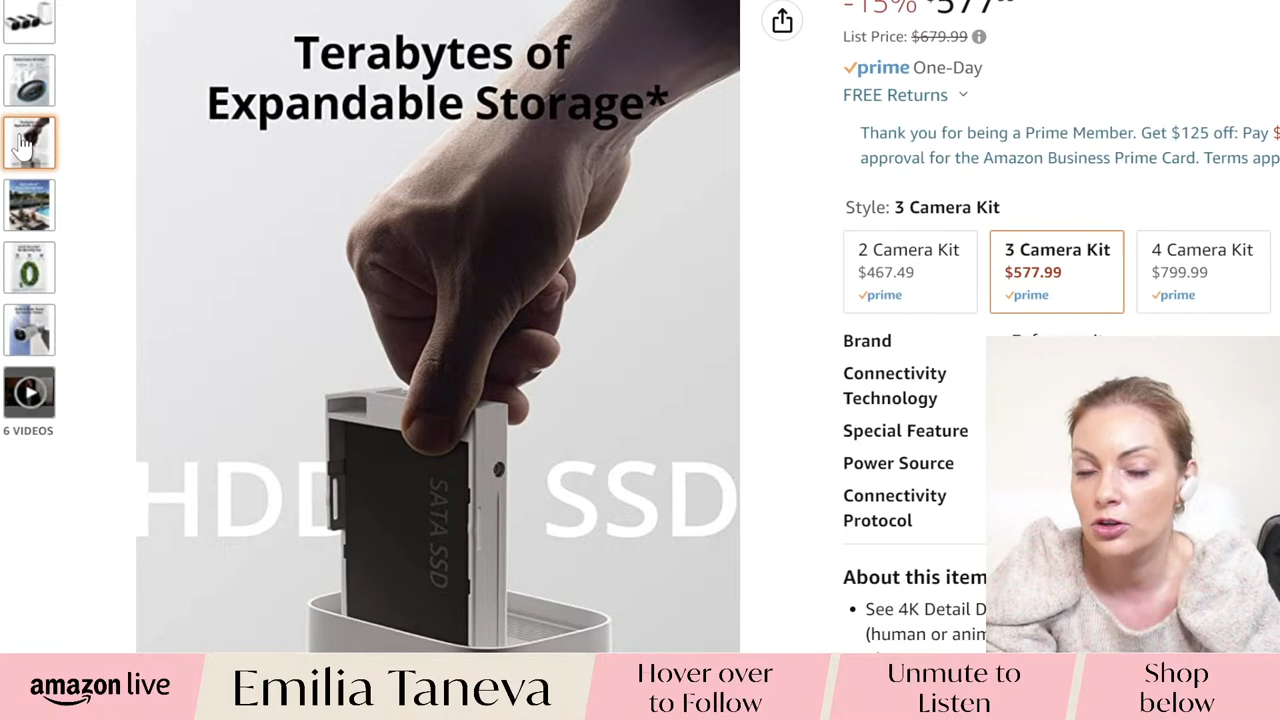 Terabytes of
Expandable Storage*
HDD
SSD
SATA SSD
6 VIDEOS
-15% $577
List Price: $679.99
prime One-Day
FREE Returns
Thank you for being a Prime Member. Get $125 off: Pay $
approval for the Amazon Business Prime Card. Terms app
Style: 3 Camera Kit
2 Camera Kit
$467.49
prime
3 Camera Kit
$577.99
prime
4 Camera Kit
$799.99
prime
Brand
Connectivity
Technology
Special Feature
Power Source
Connectivity
Protocol
About this item
• See 4K Detail D
(human or anim
amazon live
Emilia Taneva
Hover over
to Follow
Unmute to
Listen
Shop
below